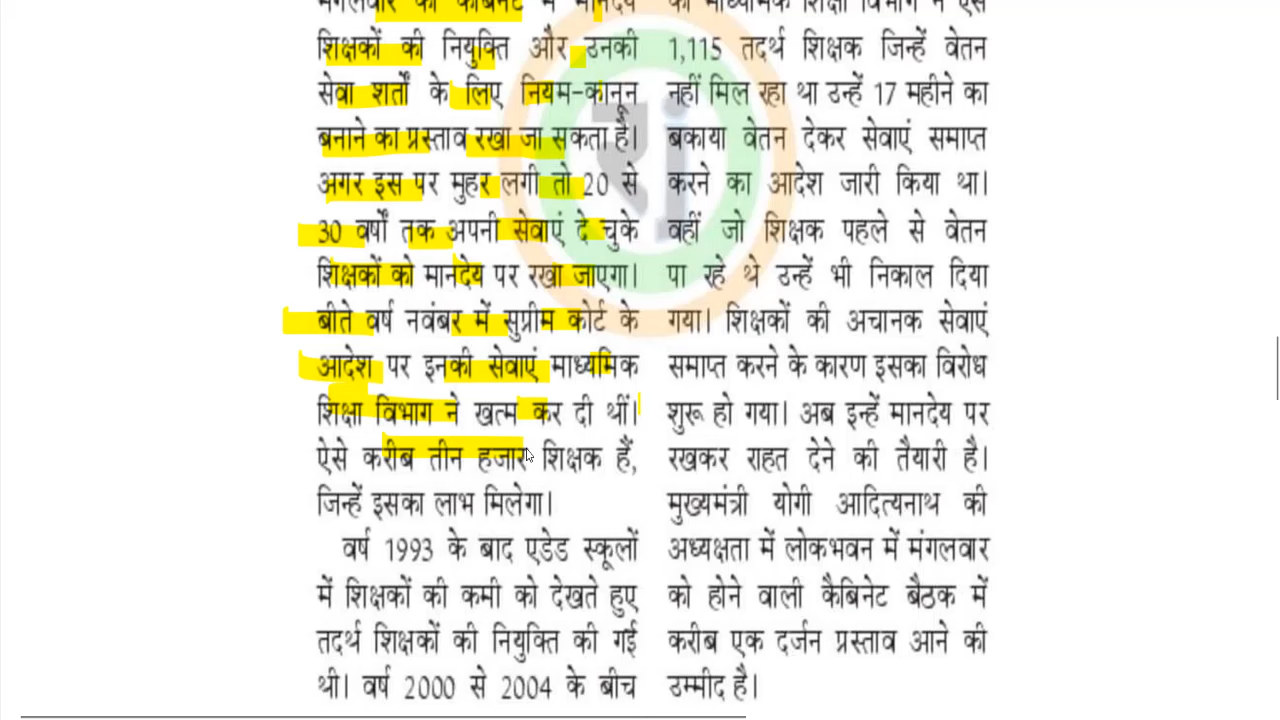 मंगलवार को कैबिनेट में मानदेय
शिक्षकों की नियुक्ति और उनकी
सेवा शर्तों के लिए नियम-कानून
बनाने का प्रस्ताव रखा जा सकता है।
अगर इस पर मुहर लगी तो 20 से
30 वर्षों तक अपनी सेवाएं दे चुके
शिक्षकों को मानदेय पर रखा जाएगा।
बीते वर्ष नवंबर में सुप्रीम कोर्ट के
आदेश पर इनकी सेवाएं माध्यमिक
शिक्षा विभाग ने खत्म कर दी थीं।
ऐसे करीब तीन हजार शिक्षक हैं,
जिन्हें इसका लाभ मिलेगा।
वर्ष 1993 के बाद एडेड स्कूलों
में शिक्षकों की कमी को देखते हुए
तदर्थ शिक्षकों की नियुक्ति की गई
थी। वर्ष 2000 से 2004 के बीच
को माध्यमिक शिक्षा विभाग ने ऐसे
1,115 तदर्थ शिक्षक जिन्हें वेतन
नहीं मिल रहा था उन्हें 17 महीने का
बकाया वेतन देकर सेवाएं समाप्त
करने का आदेश जारी किया था।
वहीं जो शिक्षक पहले से वेतन
पा रहे थे उन्हें भी निकाल दिया
गया। शिक्षकों की अचानक सेवाएं
समाप्त करने के कारण इसका विरोध
शुरू हो गया। अब इन्हें मानदेय पर
रखकर राहत देने की तैयारी है।
मुख्यमंत्री योगी आदित्यनाथ की
अध्यक्षता में लोकभवन में मंगलवार
को होने वाली कैबिनेट बैठक में
करीब एक दर्जन प्रस्ताव आने की
उम्मीद है।